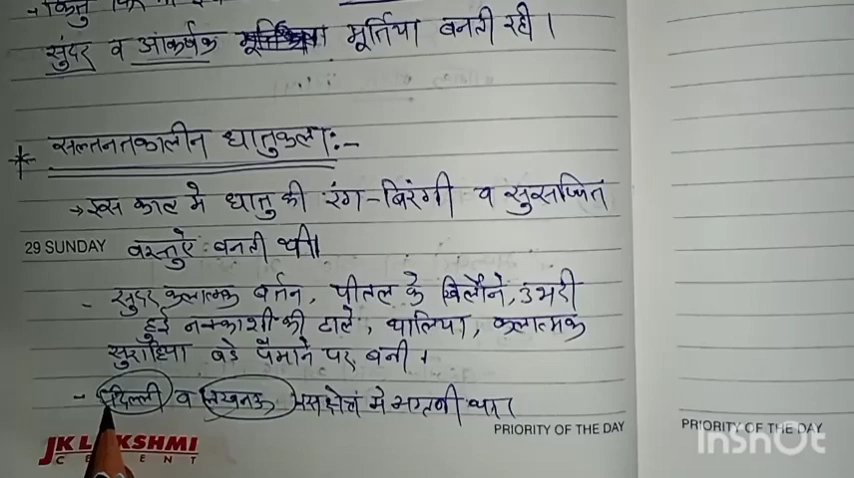 सुंदर व आकर्षक मूर्तिया बनती रही ।
* सल्तनतकालीन धातुकला:-
→ इस काल मे धातु की रंग-बिरंगी व सुसज्जित
29 SUNDAY वस्तुऐ बनती थी।
- सुदर कलात्मक बर्तन, पीतल के खिलौने, उभरी
हुई नक्काशी की ढाले, थालिया, कलात्मक
सुराहिया बडे पैमाने पर बनी ।
- दिल्ली व लखनऊ इस क्षेत्र मे अग्रणी था।
PRIORITY OF THE DAY
PRIORITY OF THE DAY
JK LAKSHMI
CEMENT
InShot